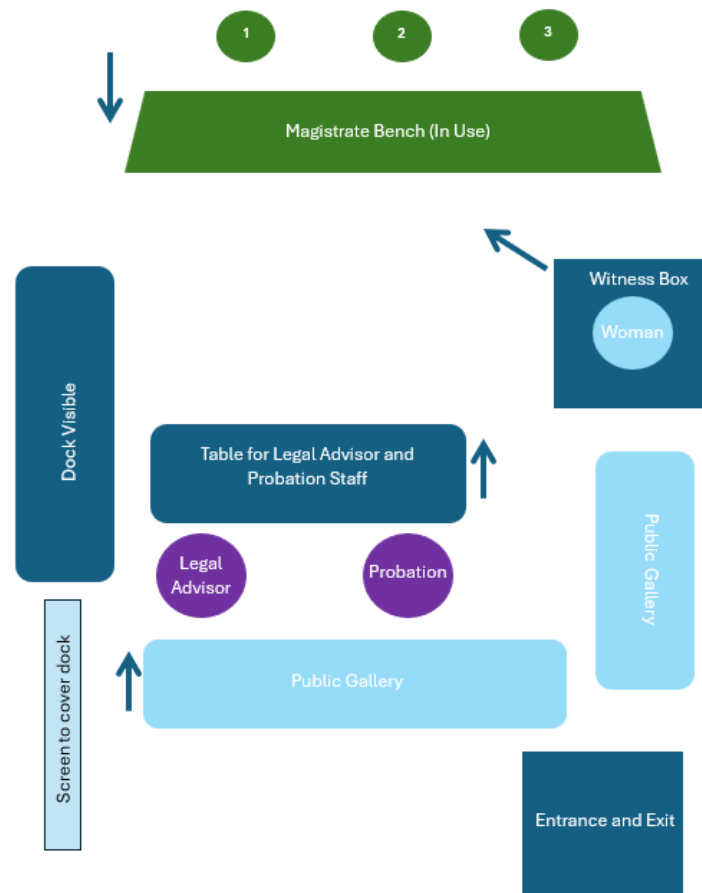 1
2
3
Magistrate Bench (In Use)
Witness Box
Woman
Dock Visible
Table for Legal Advisor and
Probation Staff
Legal
Advisor
Probation
Public Gallery
Public Gallery
Screen to cover dock
Entrance and Exit